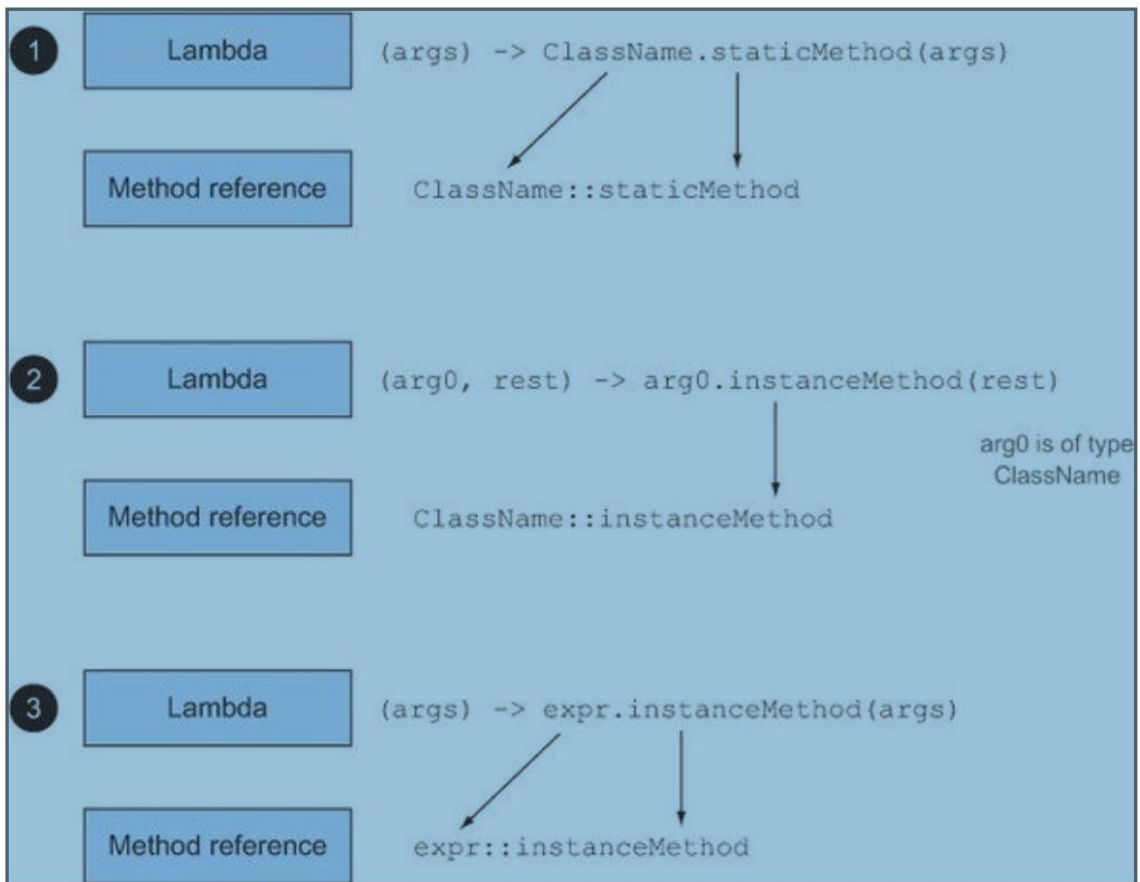 1
Lambda
(args) -> ClassName.staticMethod(args)
Method reference
ClassName::staticMethod
2
Lambda
(arg0, rest) -> arg0.instanceMethod(rest)
arg0 is of type
ClassName
Method reference
ClassName::instanceMethod
3
Lambda
(args) -> expr.instanceMethod(args)
Method reference
expr::instanceMethod